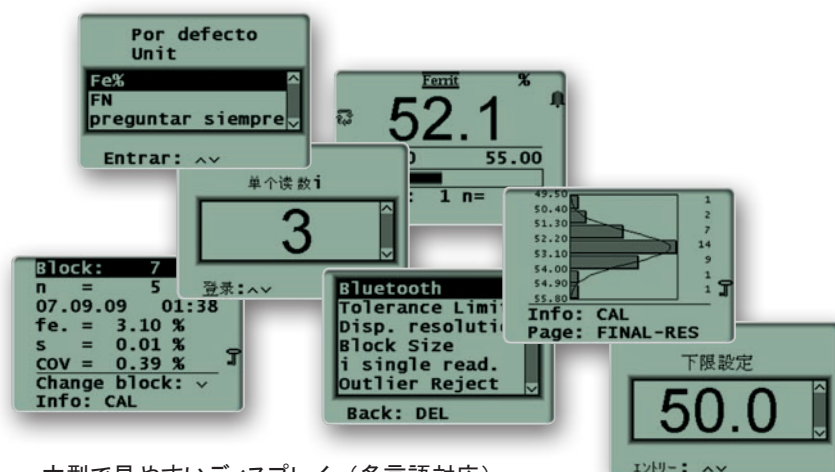 Por defecto
Unit
Fe%
FN
preguntar siempre
Entrar:
Ferrit %
52.1
55.00
1 n=
单个读数i
3
登录:
49.50
50.40
51.30
52.20
53.10
54.00
54.90
55.80
1
2
7
14
9
1
1
Info: CAL
Page: FINAL-RES
Block: 7
n = 5
07.09.09 01:38
fe. = 3.10 %
s = 0.01 %
COV = 0.39 %
Change block:
Info: CAL
Bluetooth
Tolerance Limi
Disp. resoluti
Block Size
i single read.
Outlier Reject
Back: DEL
下限設定
50.0
エントリー:
大型で見やすいディスプレイ（多言語対応）